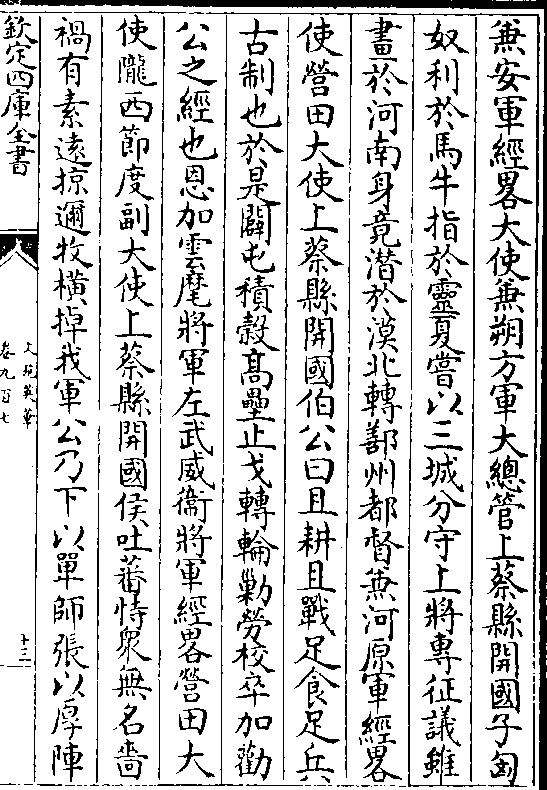 兼安軍經畧大使兼朔方軍大總管上蔡縣開國子匈
奴利於馬牛指於靈夏嘗以三城分守上將專征議雖
畫於河南身竟潛於漠北轉鄯州都督兼河原軍經畧
使營田大使上蔡縣開國伯公曰且耕且戰足食足兵
古制也於是闢屯積穀髙壘止戈轉輪勦勞校卒加勸
公之經也恩加雲麾將軍左武威衞將軍經畧營田大
使隴西節度副大使上蔡縣開國侯吐蕃恃衆無名啬
禍有素遠掠邇牧橫掉我軍公乃下以單師張以厚陣
欽定四庫全書
文苑英華
卷九百七
十三